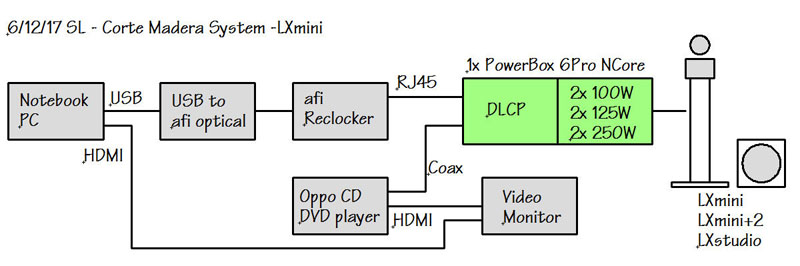 6/12/17 SL - Corte Madera System -LXmini
1x PowerBox 6Pro NCore
RJ45
USB
Notebook
PC
USB to
afi optical
afi
Reclocker
DLCP
2x 100W
2x 125W
2x 250W
HDMI
Coax
Oppo CD
DVD player
HDMI
Video
Monitor
LXmini
LXmini+2
LXstudio